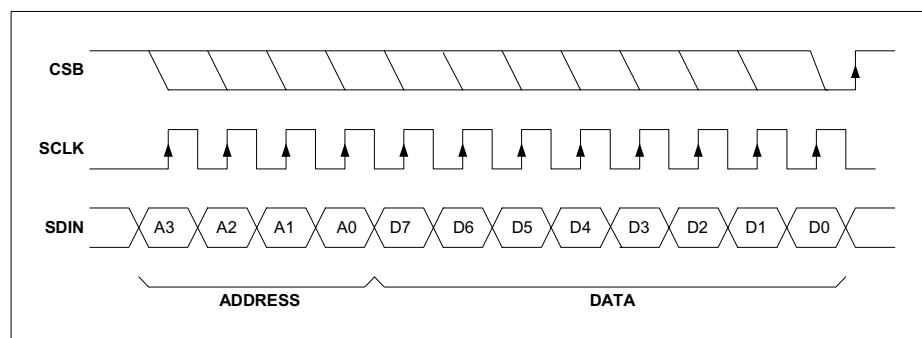 CSB
SCLK
SDIN A3 A2 A1 A0 D7 D6 D5 D4 D3 D2 D1 D0
ADDRESS DATA